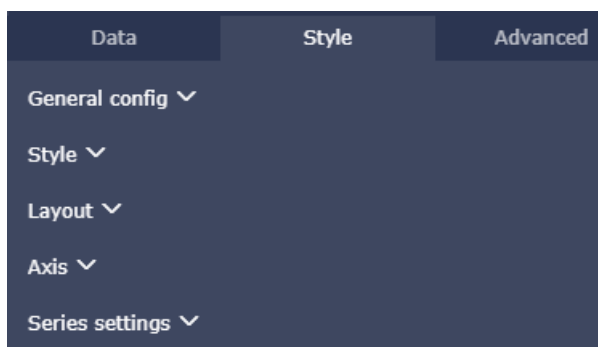 Data Style Advanced
General config
Style
Layout
Axis
Series settings